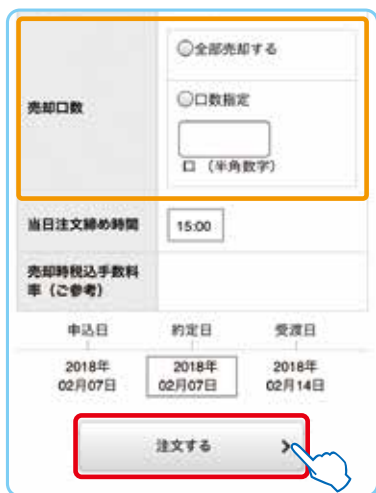 全部売却する
売却口数
口数指定
口 (半角数字)
当日注文締め時間
15:00
売却時税込手数料
率(ご参考)
申込日 約定日 受渡日
2018年 2018年 2018年
02月07日 02月07日 02月14日
注文する